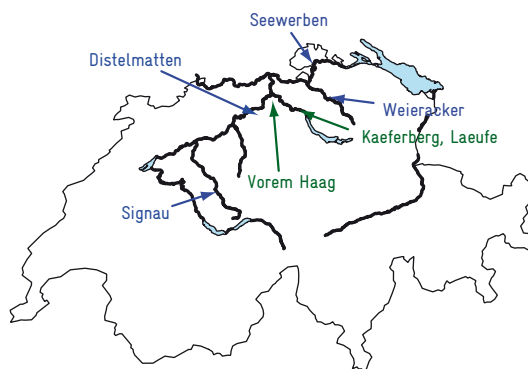 Seewerben
Distelmatten
Weieracker
Kaeferberg, Laeufe
Vorem Haag
Signau